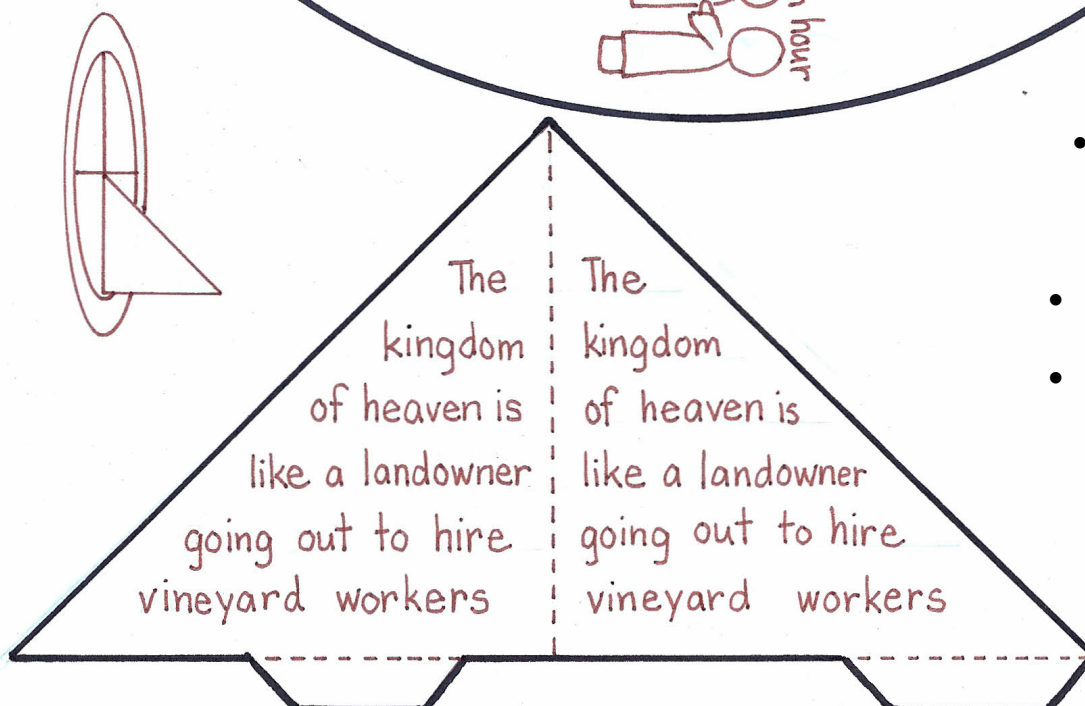 hour
The
kingdom
of heaven is
like a landowner
going out to hire
vineyard workers
The
kingdom
of heaven is
like a landowner
going out to hire
vineyard workers